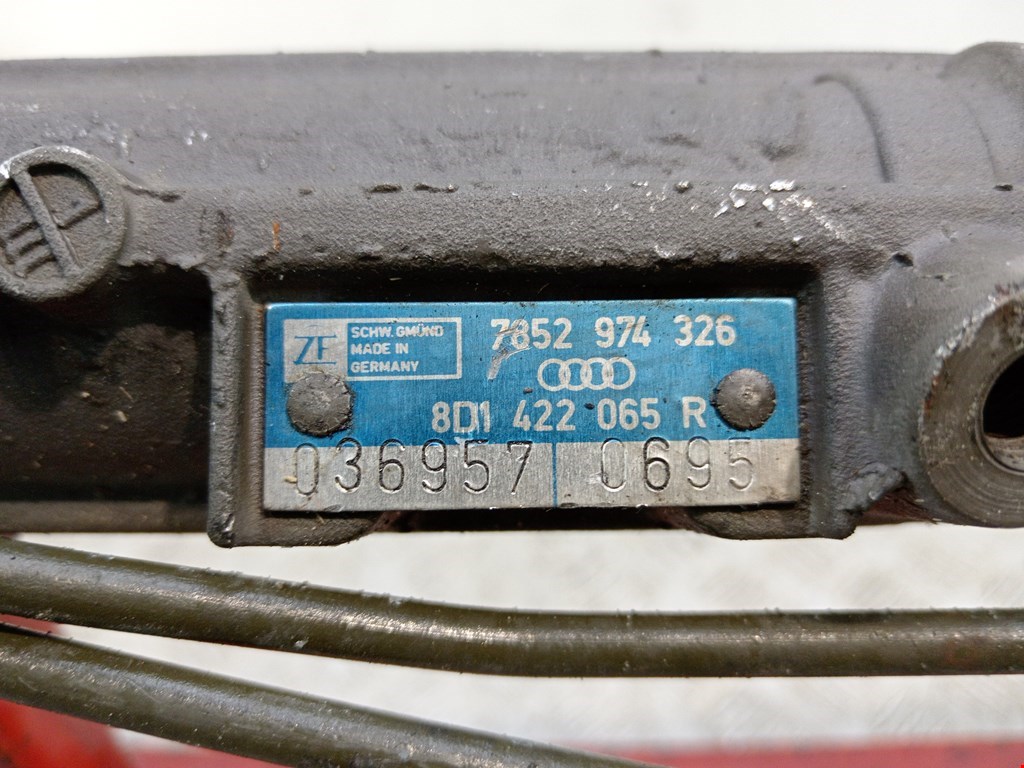 ZF
SCHW. GMÜND
MADE IN
GERMANY
7852 974 326
8D1 422 065 R
036957 0695